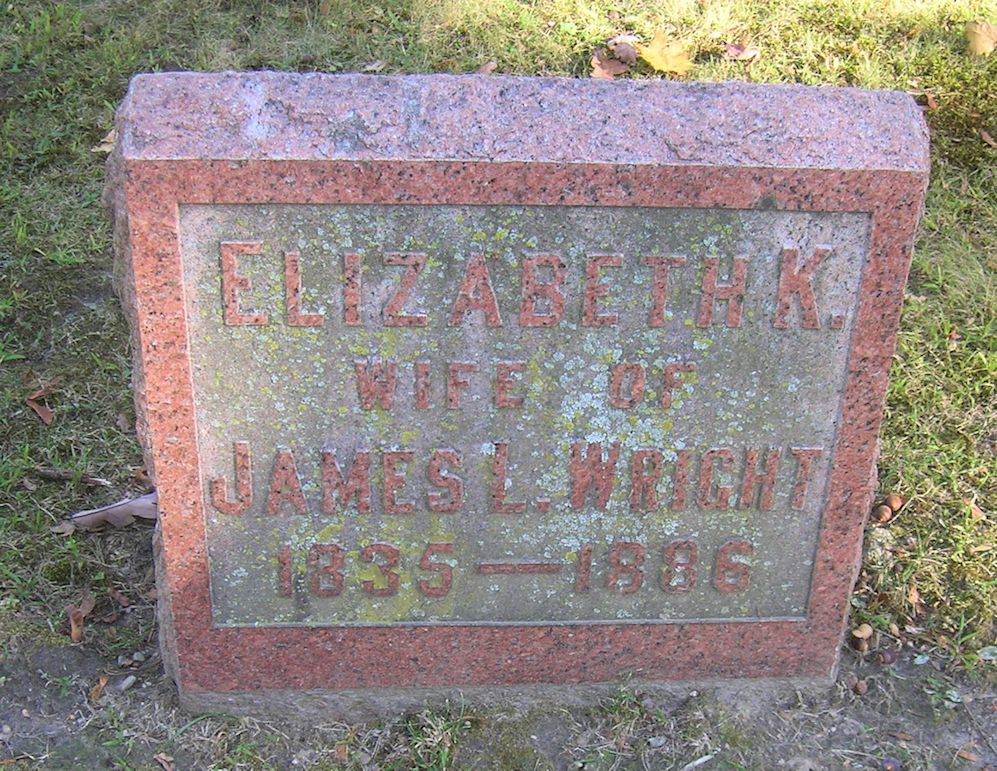 ELIZABETH K.
WIFE OF
JAMES L. WRIGHT
1835 — 1886